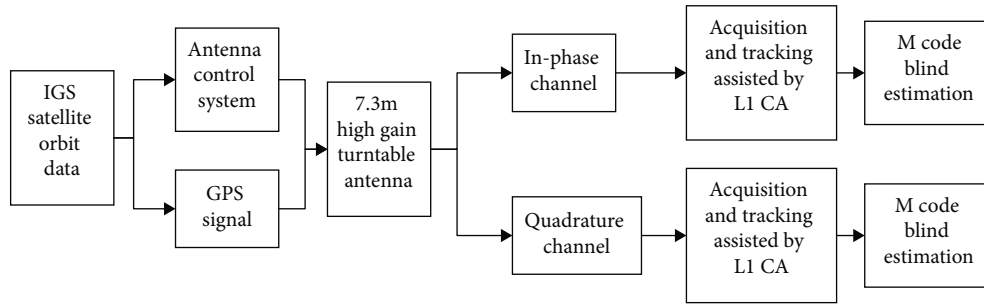 IGS
satellite
orbit
data
Antenna
control
system
GPS
signal
7.3m
high gain
turntable
antenna
In-phase
channel
Quadrature
channel
Acquisition
and tracking
assisted by
L1 CA
M code
blind
estimation
Acquisition
and tracking
assisted by
L1 CA
M code
blind
estimation